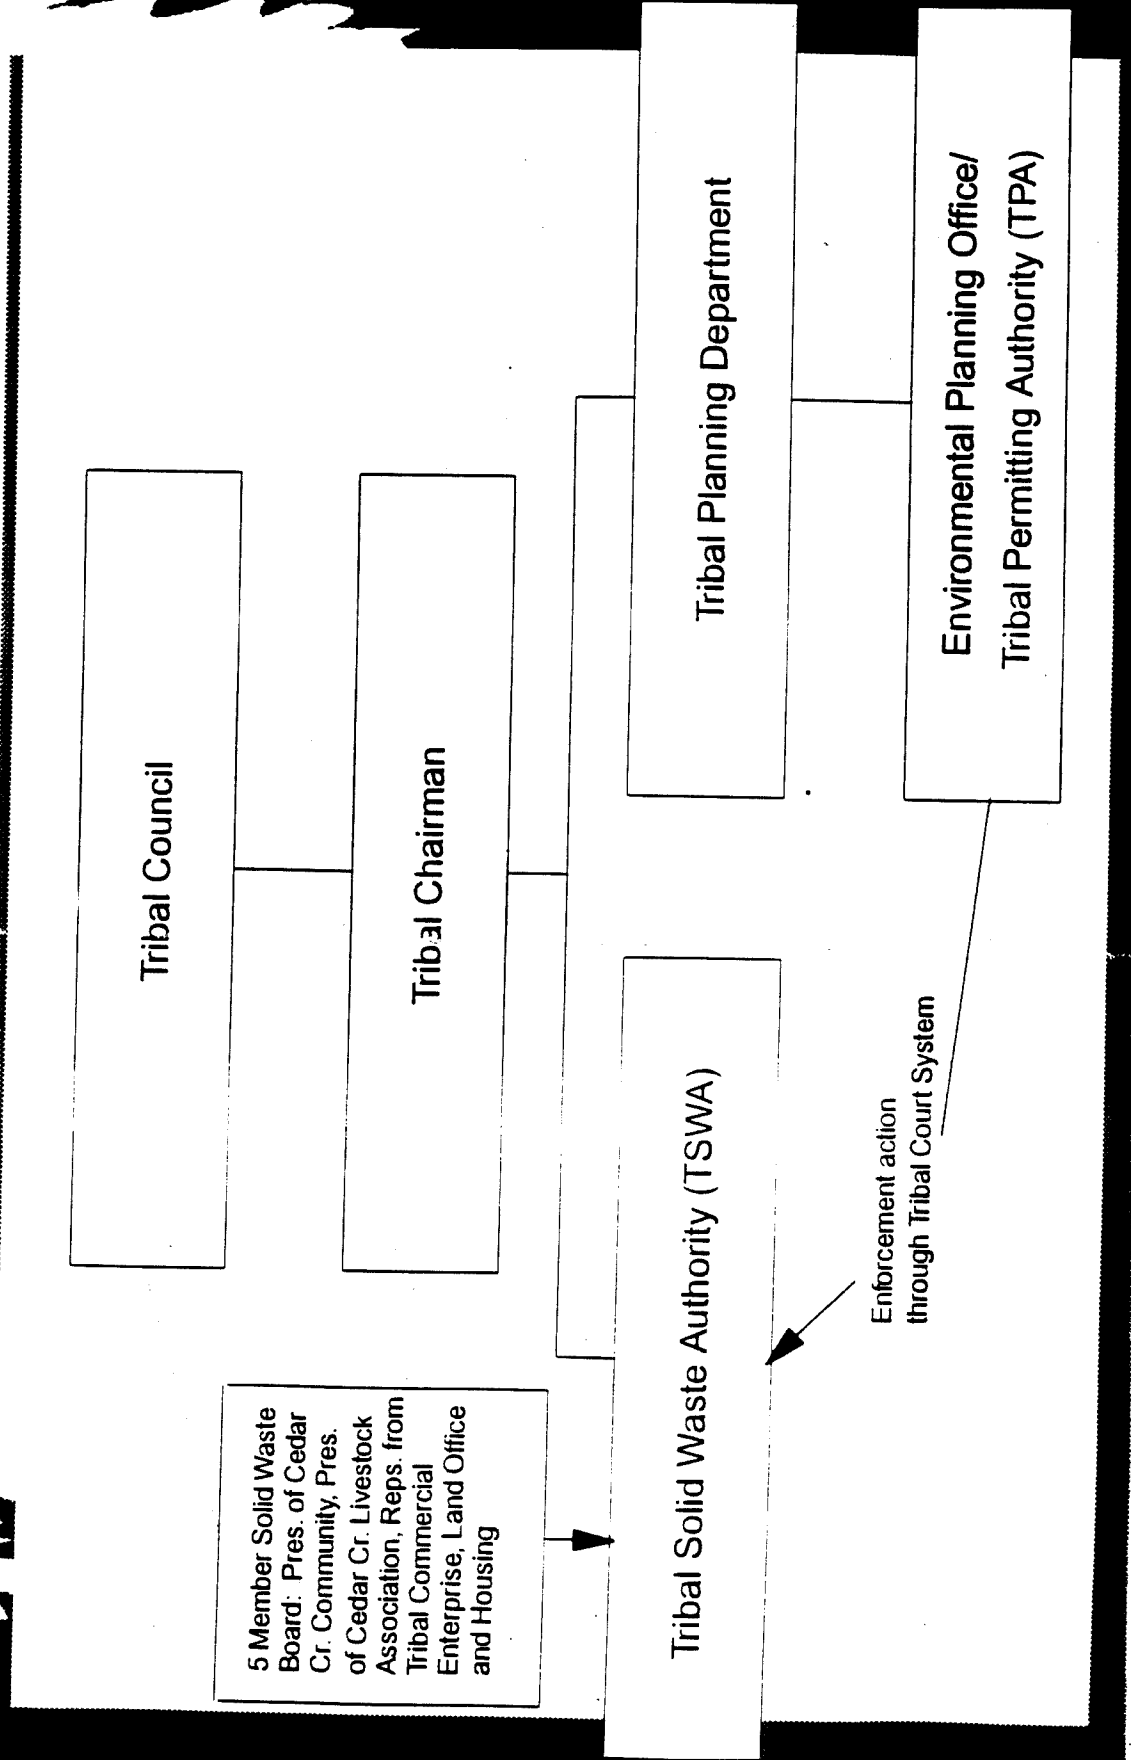 Tribal Council
Tribal Chairman
5 Member Solid Waste
Board: Pres. of Cedar
Cr. Community, Pres.
of Cedar Cr. Livestock
Association, Reps. from
Tribal Commercial
Enterprise, Land Office
and Housing
Tribal Solid Waste Authority (TSWA)
Tribal Planning Department
Enforcement action
through Tribal Court System
Environmental Planning Office/
Tribal Permitting Authority (TPA)